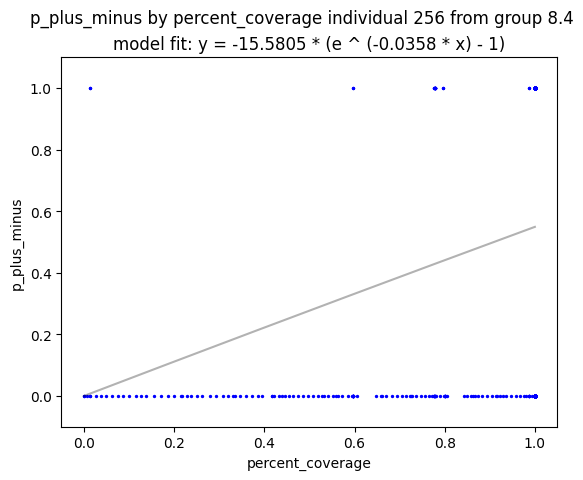 p_plus_minus by percent_coverage individual 256 from group 8.4
model fit: y = -15.5805 * (e ^ (-0.0358 * x) - 1)
1.0
0.8
0.6
0.4
0.2
0.0
p_plus_minus
0.0 0.2 0.4 0.6 0.8 1.0
percent_coverage